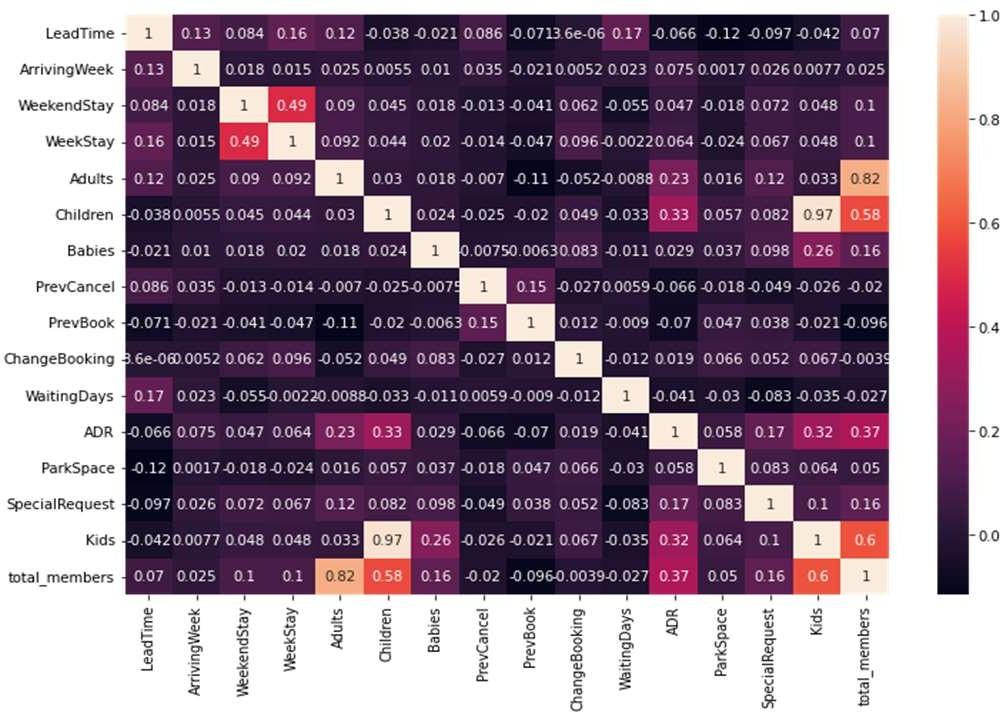 LeadTime 1 0.13 0.084 0.16 0.12 -0.038 -0.021 0.086 -0.071 3.6e-06 0.17 -0.066 -0.12 -0.097 -0.042 0.07 1.0
ArrivingWeek 0.13 1 0.018 0.015 0.025 0.0055 0.01 0.035 -0.021 0.0052 0.023 0.075 0.0017 0.026 0.0077 0.025
WeekendStay 0.084 0.018 1 0.49 0.09 0.045 0.018 -0.013 -0.041 0.062 -0.055 0.047 -0.018 0.072 0.048 0.1 0.8
WeekStay 0.16 0.015 0.49 1 0.092 0.044 0.02 -0.014 -0.047 0.096 -0.0022 0.064 -0.024 0.067 0.048 0.1
Adults 0.12 0.025 0.09 0.092 1 0.03 0.018 -0.007 -0.11 -0.052 -0.0088 0.23 0.016 0.12 0.033 0.82
Children -0.038 0.0055 0.045 0.044 0.03 1 0.024 -0.025 -0.02 0.049 -0.033 0.33 0.057 0.082 0.97 0.58 0.6
Babies -0.021 0.01 0.018 0.02 0.018 0.024 1 -0.0075 -0.0063 0.083 -0.011 0.029 0.037 0.098 0.26 0.16
PrevCancel 0.086 0.035 -0.013 -0.014 -0.007 -0.025 -0.0075 1 0.15 -0.027 0.0059 -0.066 -0.018 -0.049 -0.026 -0.02
PrevBook -0.071 -0.021 -0.041 -0.047 -0.11 -0.02 -0.0063 0.15 1 0.012 -0.009 -0.07 0.047 0.038 -0.021 -0.096 0.4
ChangeBooking 3.6e-06 0.0052 0.062 0.096 -0.052 0.049 0.083 -0.027 0.012 1 -0.012 0.019 0.066 0.052 0.067 -0.0039
WaitingDays 0.17 0.023 -0.055 -0.0022 -0.0088 -0.033 -0.011 0.0059 -0.009 -0.012 1 -0.041 -0.03 -0.083 -0.035 -0.027
ADR -0.066 0.075 0.047 0.064 0.23 0.33 0.029 -0.066 -0.07 0.019 -0.041 1 0.058 0.17 0.32 0.37 0.2
ParkSpace -0.12 0.0017 -0.018 -0.024 0.016 0.057 0.037 -0.018 0.047 0.066 -0.03 0.058 1 0.083 0.064 0.05
SpecialRequest -0.097 0.026 0.072 0.067 0.12 0.082 0.098 -0.049 0.038 0.052 -0.083 0.17 0.083 1 0.1 0.16
Kids -0.042 0.0077 0.048 0.048 0.033 0.97 0.26 -0.026 -0.021 0.067 -0.035 0.32 0.064 0.1 1 0.6 0.0
total_members 0.07 0.025 0.1 0.1 0.82 0.58 0.16 -0.02 -0.096 -0.0039 -0.027 0.37 0.05 0.16 0.6 1
LeadTime ArrivingWeek WeekendStay WeekStay Adults Children Babies PrevCancel PrevBook ChangeBooking WaitingDays ADR ParkSpace SpecialRequest Kids total_members